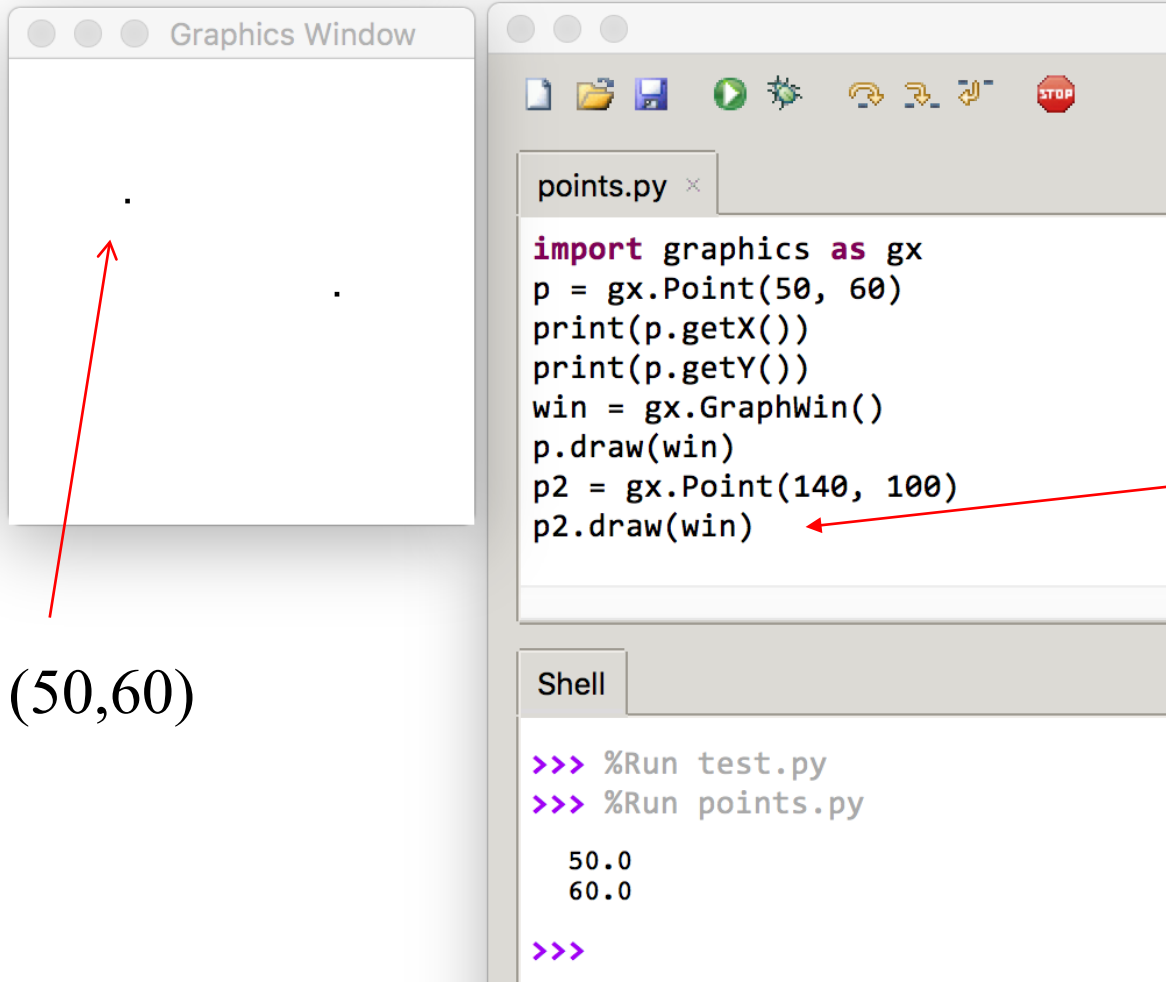 Graphics Window
(50,60)
STOP
points.py
import graphics as gx
p = gx.Point(50, 60)
print(p.getX())
print(p.getY())
win = gx.GraphWin()
p.draw(win)
p2 = gx.Point(140, 100)
p2.draw(win)
Shell
>>> %Run test.py
>>> %Run points.py
50.0
60.0
>>>